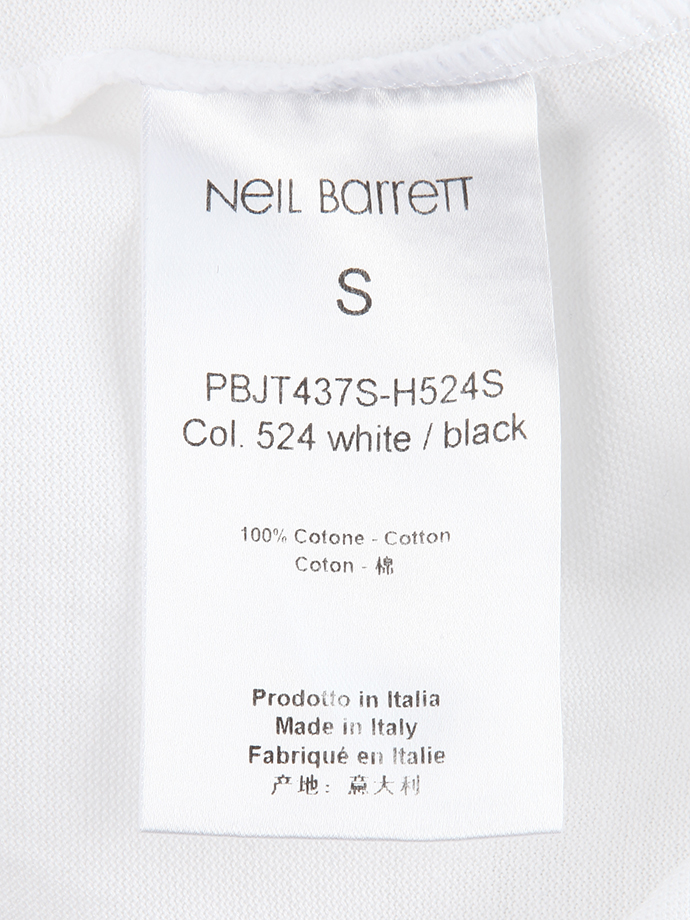 Neil Barrett
S
PBJT437S-H524S
Col. 524 white / black
100% Cotone - Cotton
Coton - 棉
Prodotto in Italia
Made in Italy
Fabriqué en Italie
产地：意大利